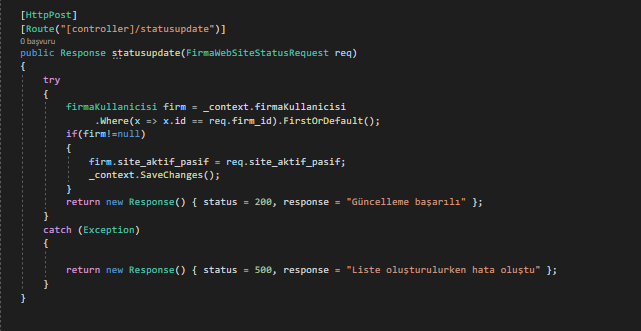 [HttpPost]
[Route("[controller]/statusupdate")]
0 başvuru
public Response statusupdate(FirmaWebSiteStatusRequest req)
{
try
{
firmaKullanicisi firm = _context.firmaKullanicisi
.Where(x => x.id == req.firm_id).FirstOrDefault();
if(firm!=null)
{
firm.site_aktif_pasif = req.site_aktif_pasif;
_context.SaveChanges();
}
return new Response() { status = 200, response = "Güncelleme başarılı" };
}
catch (Exception)
{
return new Response() { status = 500, response = "Liste oluşturulurken hata oluştu" };
}
}